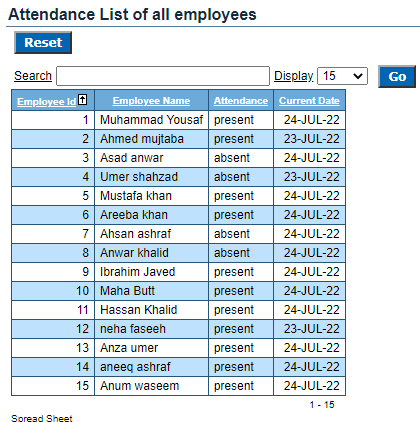 Attendance List of all employees
Reset
Search Display 15 Go
Employee Id Employee Name Attendance Current Date
1 Muhammad Yousaf present 24-JUL-22
2 Ahmed mujtaba present 23-JUL-22
3 Asad anwar absent 24-JUL-22
4 Umer shahzad absent 23-JUL-22
5 Mustafa khan present 24-JUL-22
6 Areeba khan present 24-JUL-22
7 Ahsan ashraf absent 24-JUL-22
8 Anwar khalid absent 24-JUL-22
9 Ibrahim Javed present 24-JUL-22
10 Maha Butt present 24-JUL-22
11 Hassan Khalid present 24-JUL-22
12 neha faseeh present 23-JUL-22
13 Anza umer present 24-JUL-22
14 aneeq ashraf present 24-JUL-22
15 Anum waseem present 24-JUL-22
1 - 15
Spread Sheet